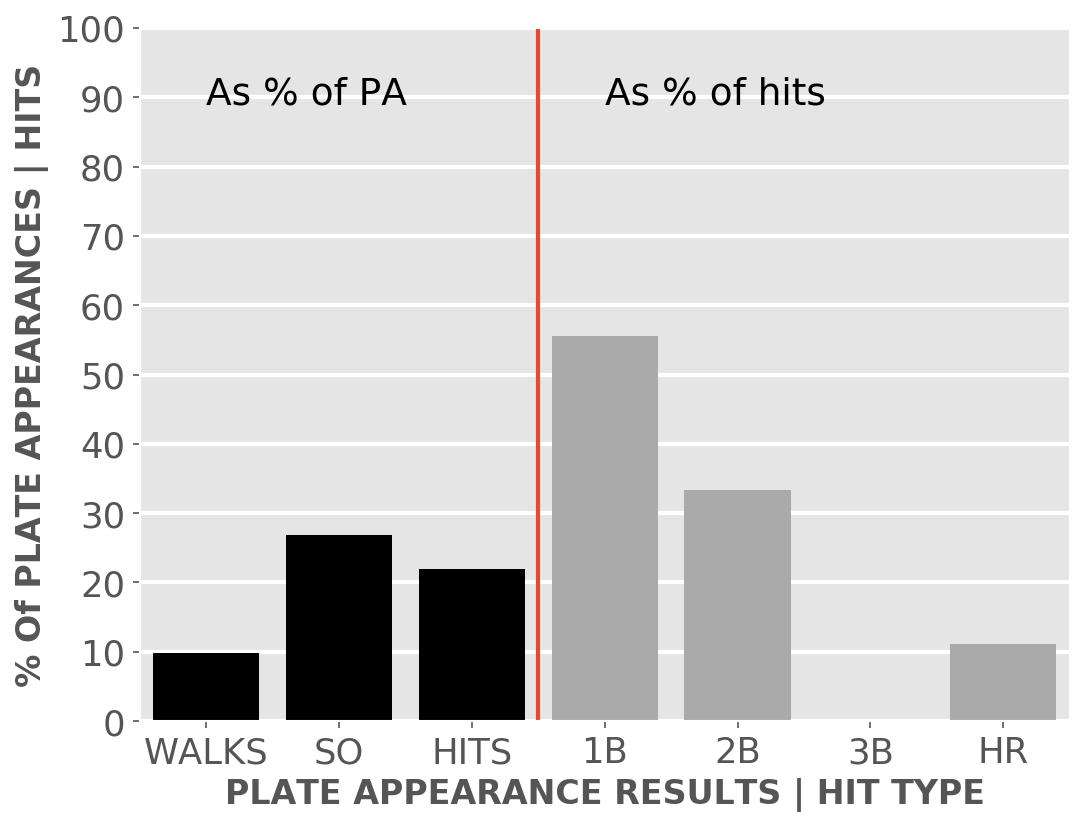 % Of PLATE APPEARANCES | HITS
100
90
80
70
60
50
40
30
20
10
0
As % of PA
As % of hits
WALKS SO HITS 1B 2B 3B HR
PLATE APPEARANCE RESULTS | HIT TYPE